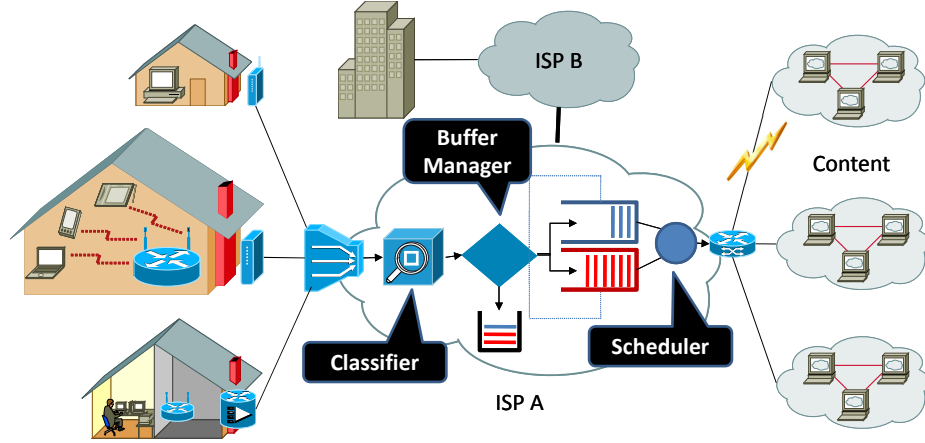 ISP B
Buffer
Manager
Content
Classifier
Scheduler
ISP A